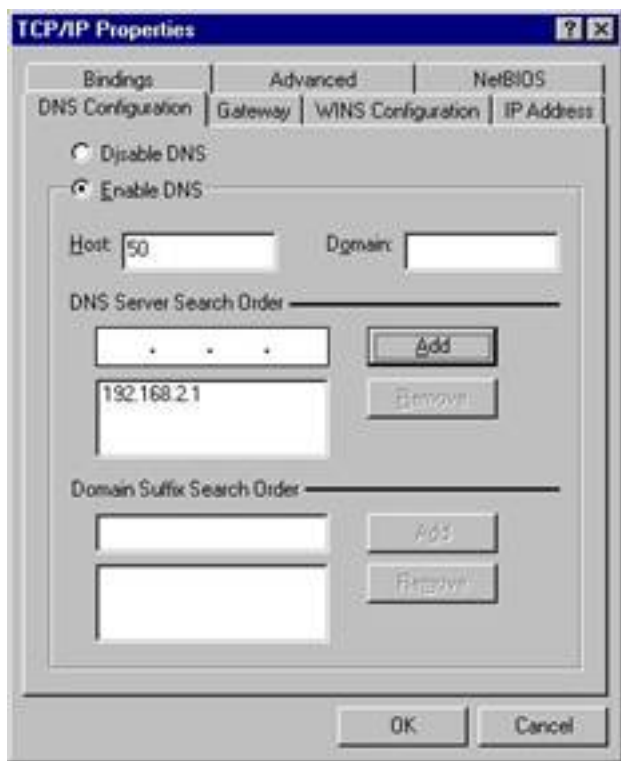 TCP/IP Properties
Bindings Advanced NetBIOS
DNS Configuration Gateway WINS Configuration IP Address
Disable DNS
Enable DNS
Host: 50 Domain:
DNS Server Search Order
. . .
Add
192.168.2.1
Remove
Domain Suffix Search Order
Add
Remove
OK Cancel